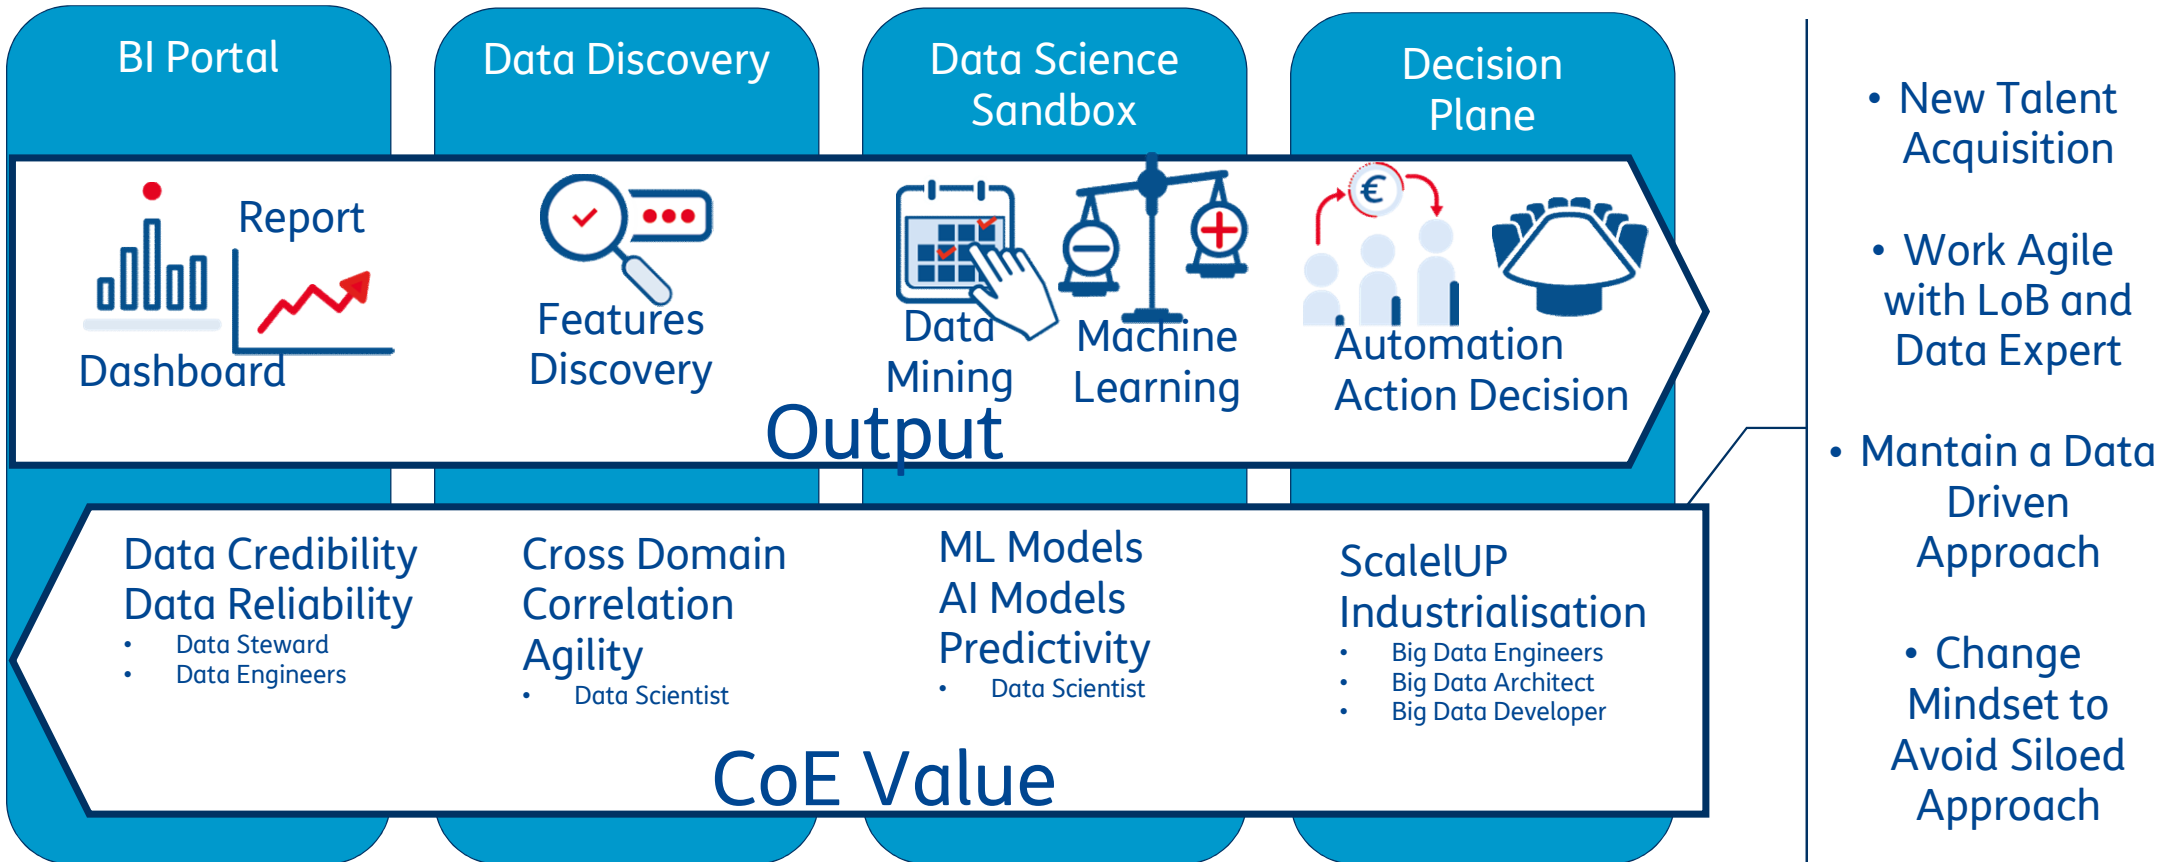 BI Portal
Data Discovery
Data Science
Sandbox
Decision
Plane
Report
Dashboard
Features
Discovery
Data
Mining
Machine
Learning
€
Automation
Action Decision
Output
Data Credibility
Data Reliability
• Data Steward
• Data Engineers
Cross Domain
Correlation
Agility
• Data Scientist
ML Models
AI Models
Predictivity
• Data Scientist
ScalelUP
Industrialisation
• Big Data Engineers
• Big Data Architect
• Big Data Developer
CoE Value
• New Talent
Acquisition
• Work Agile
with LoB and
Data Expert
• Mantain a Data
Driven
Approach
• Change
Mindset to
Avoid Siloed
Approach